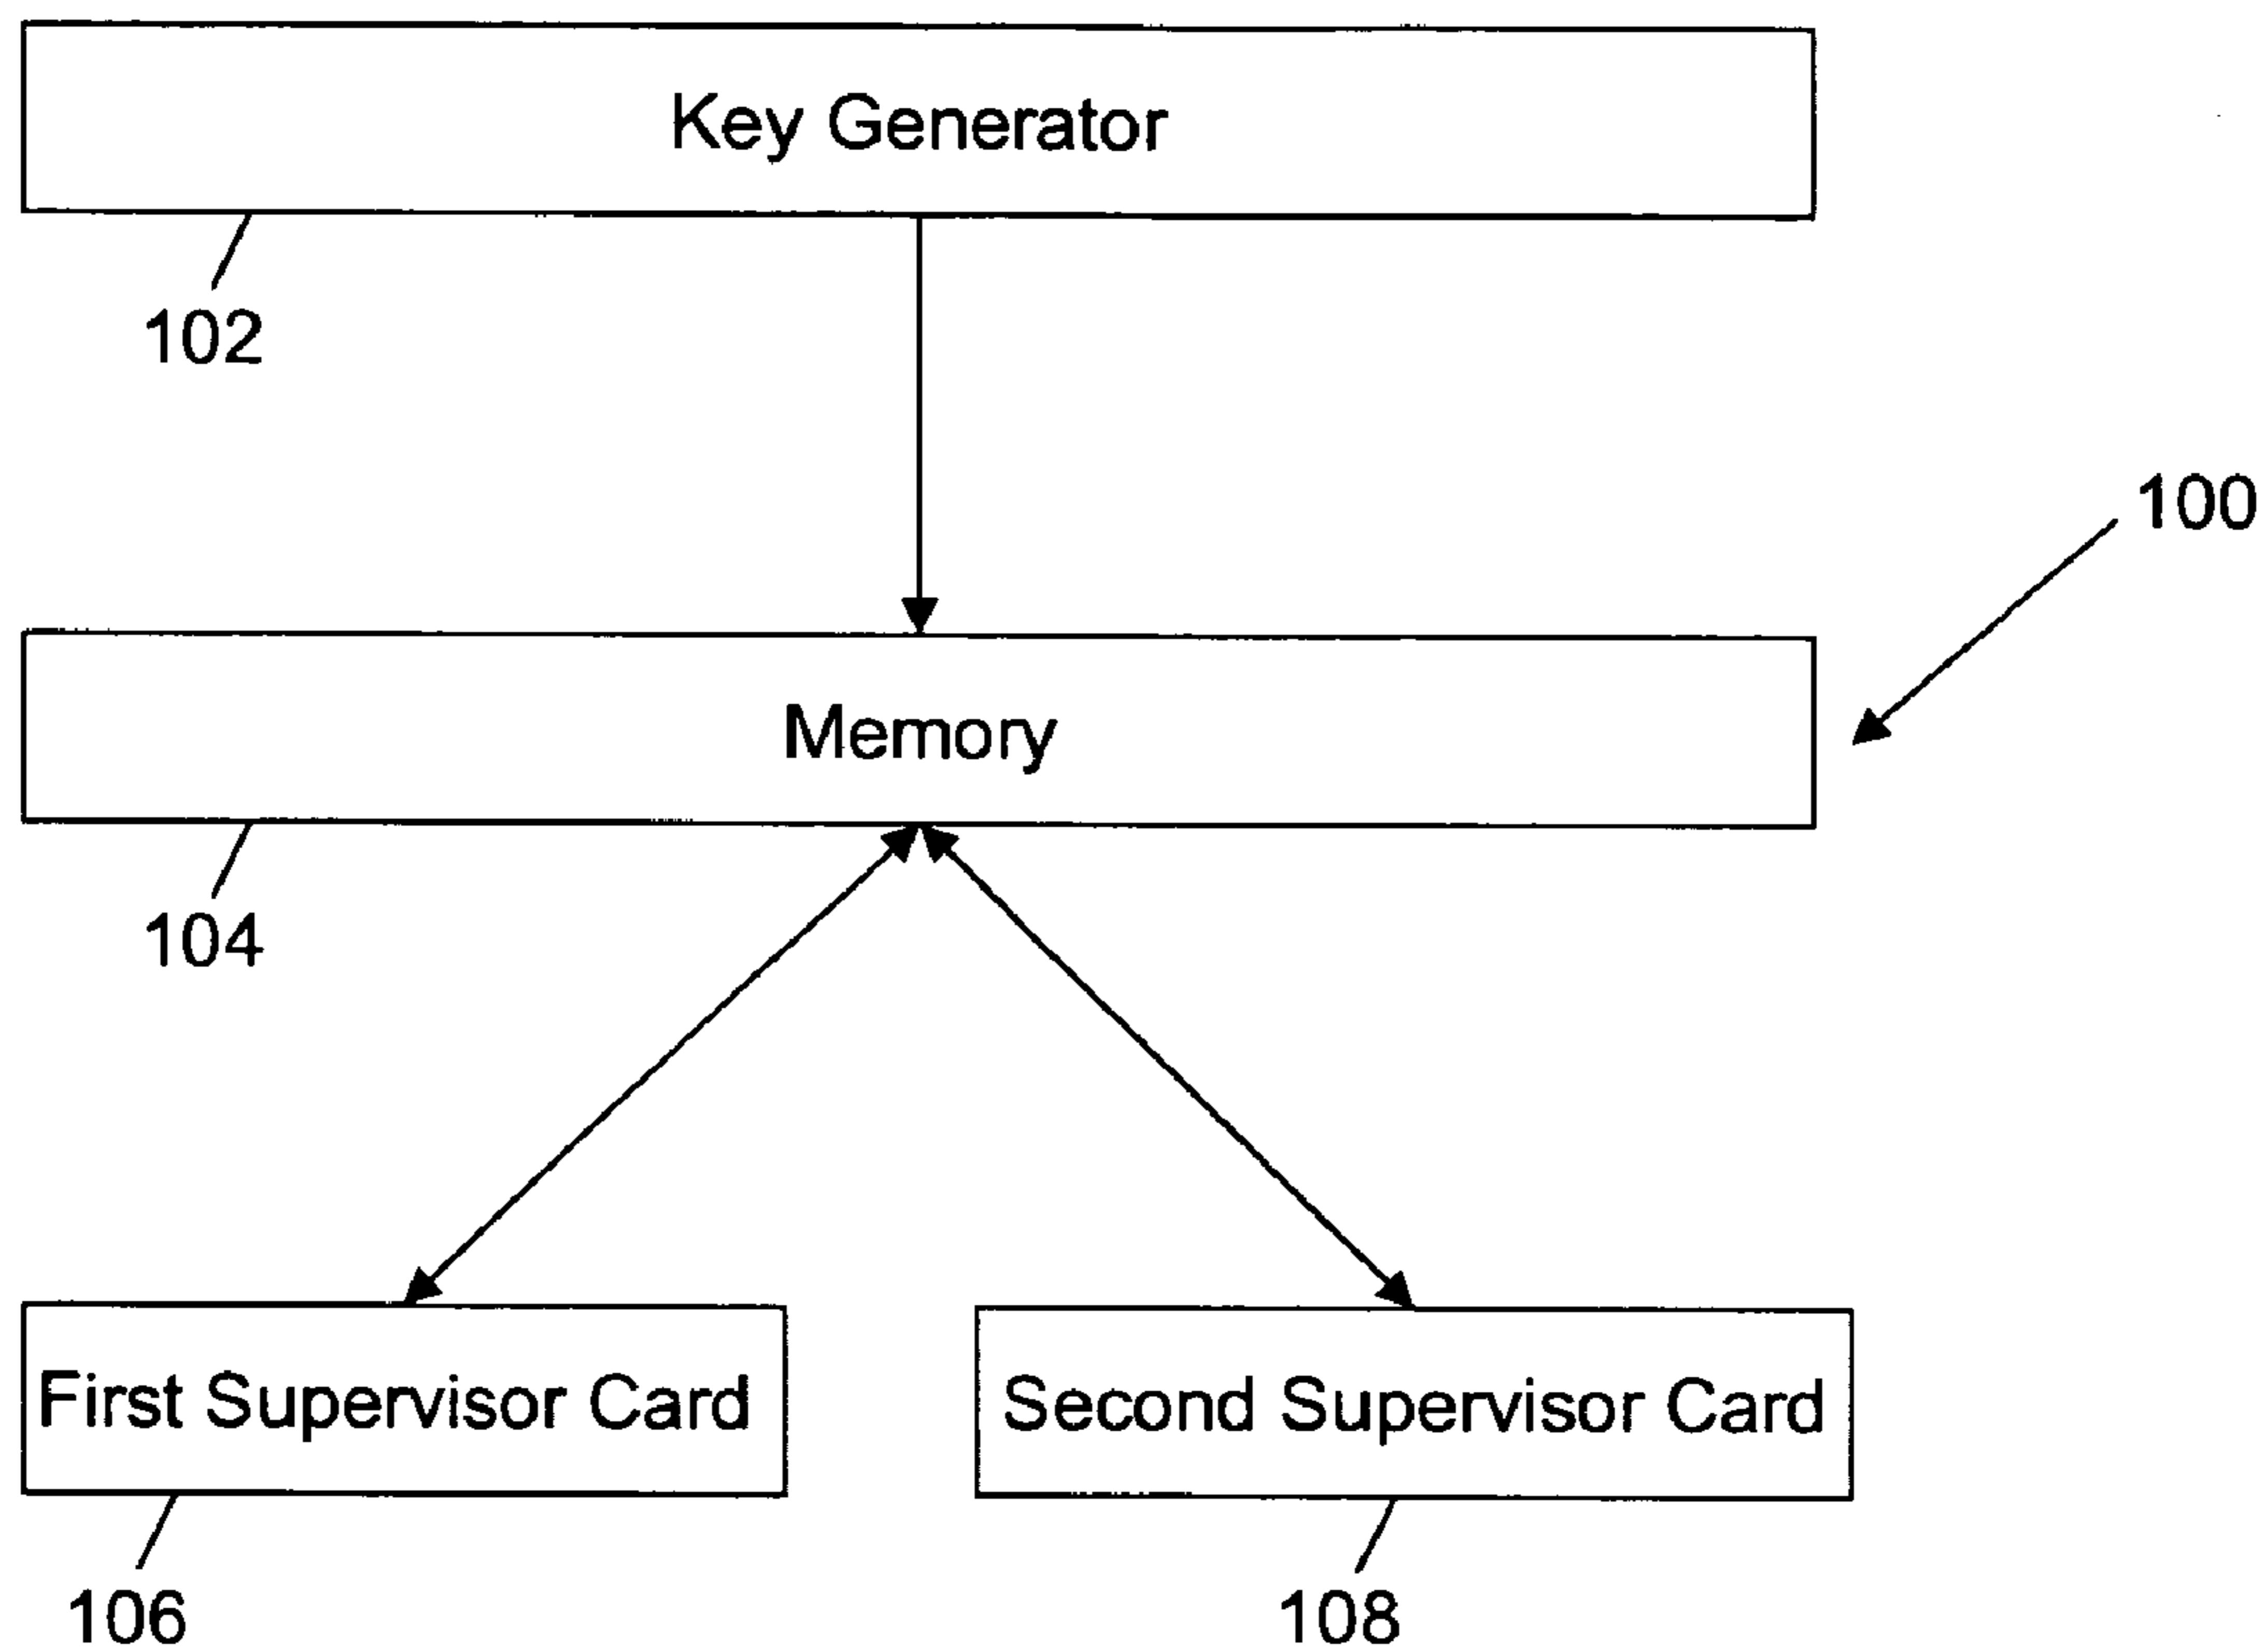 Key Generator
102
100
Memory
104
First Supervisor Card
Second Supervisor Card
106
108